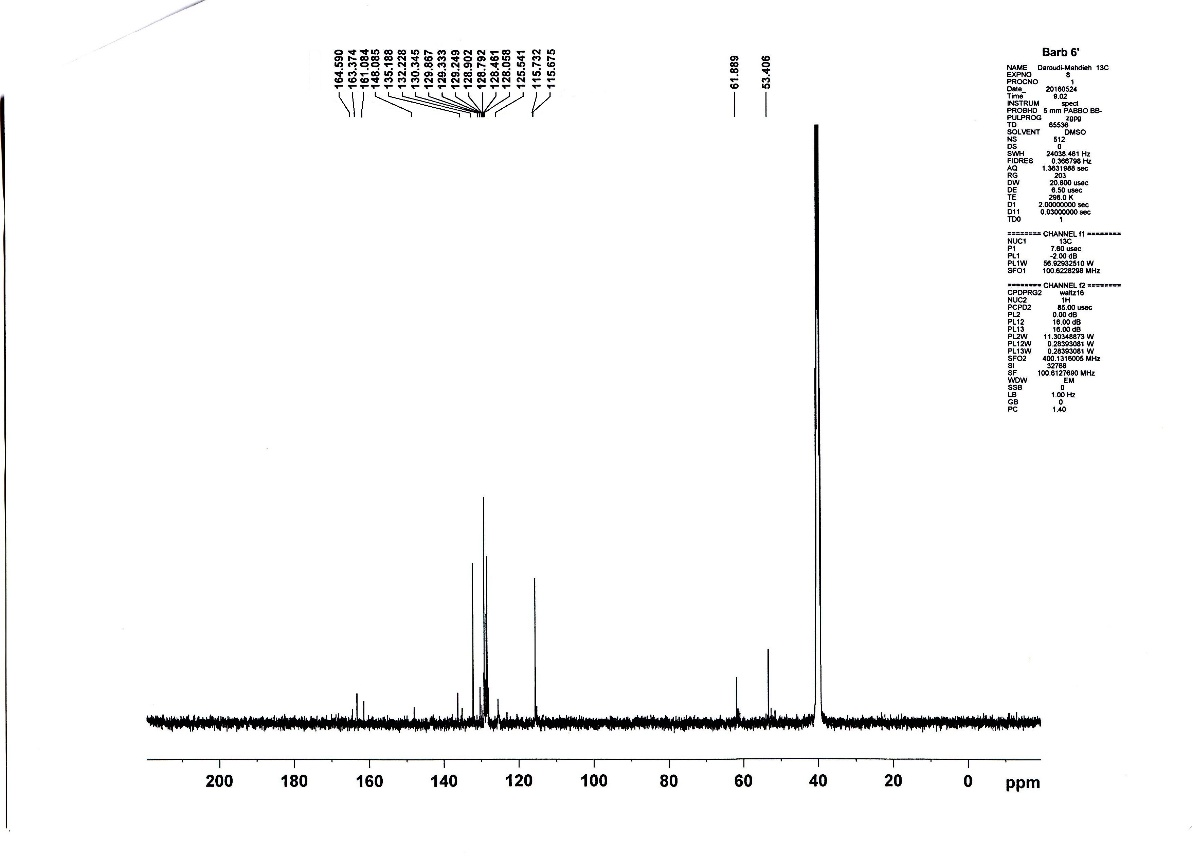 164.590
163.374
161.084
148.085
135.188
132.228
130.345
129.867
129.333
129.249
128.902
128.792
128.461
128.058
125.541
115.732
115.675
61.889
53.406
Barb 6'
NAME Daroudi-Mahdieh 13C
EXPNO 8
PROCNO 1
Date_ 20160524
Time 9.02
INSTRUM spect
PROBHD 5 mm PABBO BB-
PULPROG zgpg
TD 65536
SOLVENT DMSO
NS 512
DS 0
SWH 24038.461 Hz
FIDRES 0.366798 Hz
AQ 1.3631988 sec
RG 203
DW 20.800 usec
DE 6.50 usec
TE 298.0 K
D1 2.00000000 sec
D11 0.03000000 sec
TD0 1
======== CHANNEL f1 ========
NUC1 13C
P1 7.60 usec
PL1 -2.00 dB
PL1W 56.92932510 W
SFO1 100.6228298 MHz
======== CHANNEL f2 ========
CPDPRG2 waltz16
NUC2 1H
PCPD2 85.00 usec
PL2 0.00 dB
PL12 16.00 dB
PL13 16.00 dB
PL2W 11.30348873 W
PL12W 0.28393081 W
PL13W 0.28393081 W
SFO2 400.1316005 MHz
SI 32768
SF 100.6127690 MHz
WDW EM
SSB 0
LB 1.00 Hz
GB 0
PC 1.40
200 180 160 140 120 100 80 60 40 20 0 ppm